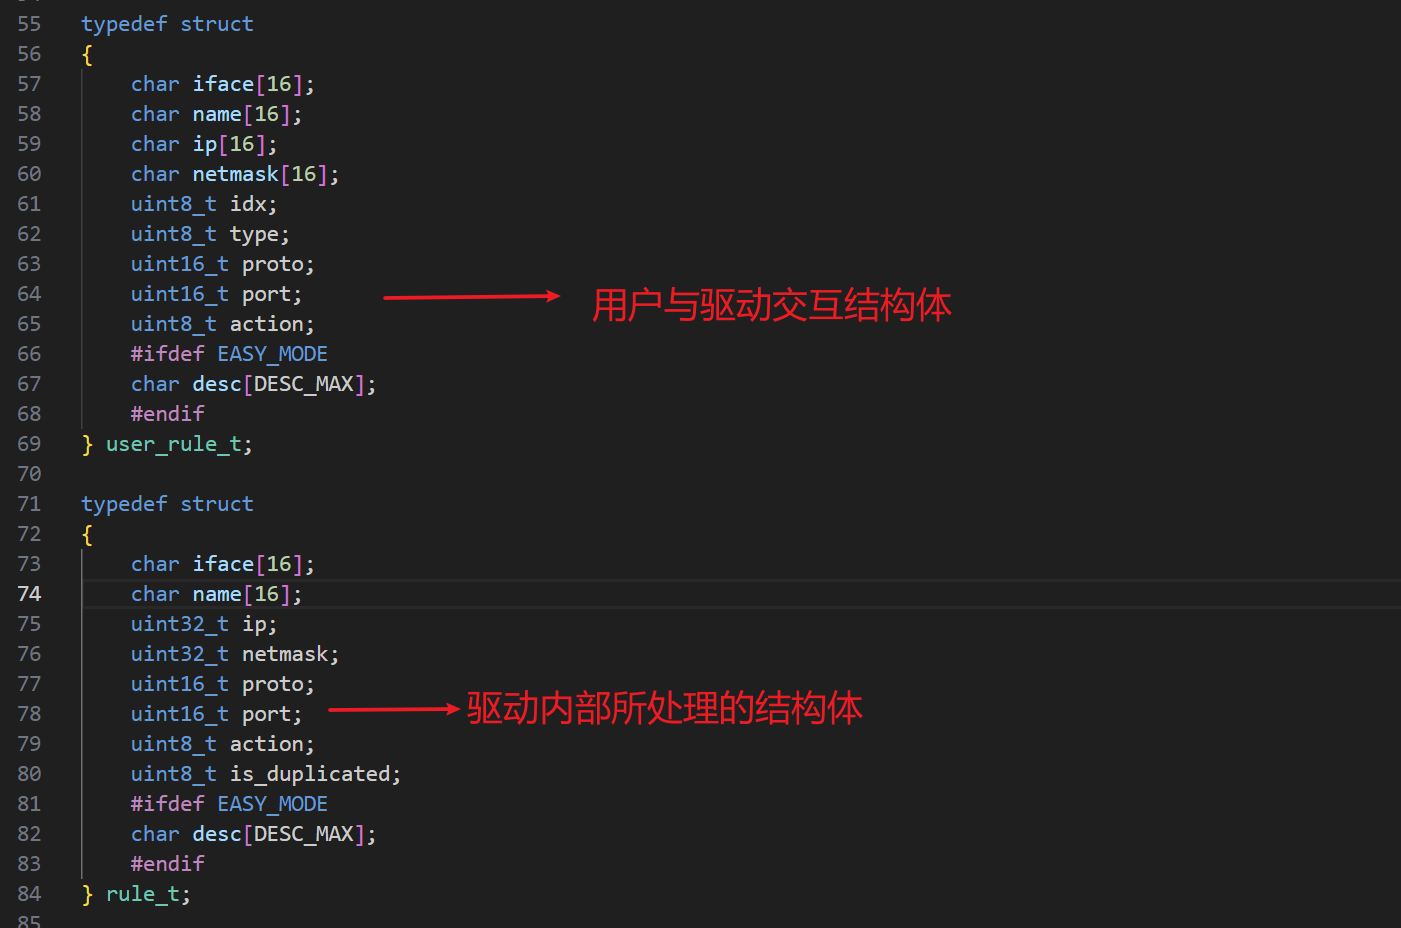 55 typedef struct
56 {
57 char iface[16];
58 char name[16];
59 char ip[16];
60 char netmask[16];
61 uint8_t idx;
62 uint8_t type;
63 uint16_t proto;
64 uint16_t port; 用户与驱动交互结构体
65 uint8_t action;
66 #ifdef EASY_MODE
67 char desc[DESC_MAX];
68 #endif
69 } user_rule_t;
70
71 typedef struct
72 {
73 char iface[16];
74 char name[16];
75 uint32_t ip;
76 uint32_t netmask;
77 uint16_t proto;
78 uint16_t port; 驱动内部所处理的结构体
79 uint8_t action;
80 uint8_t is_duplicated;
81 #ifdef EASY_MODE
82 char desc[DESC_MAX];
83 #endif
84 } rule_t;
85